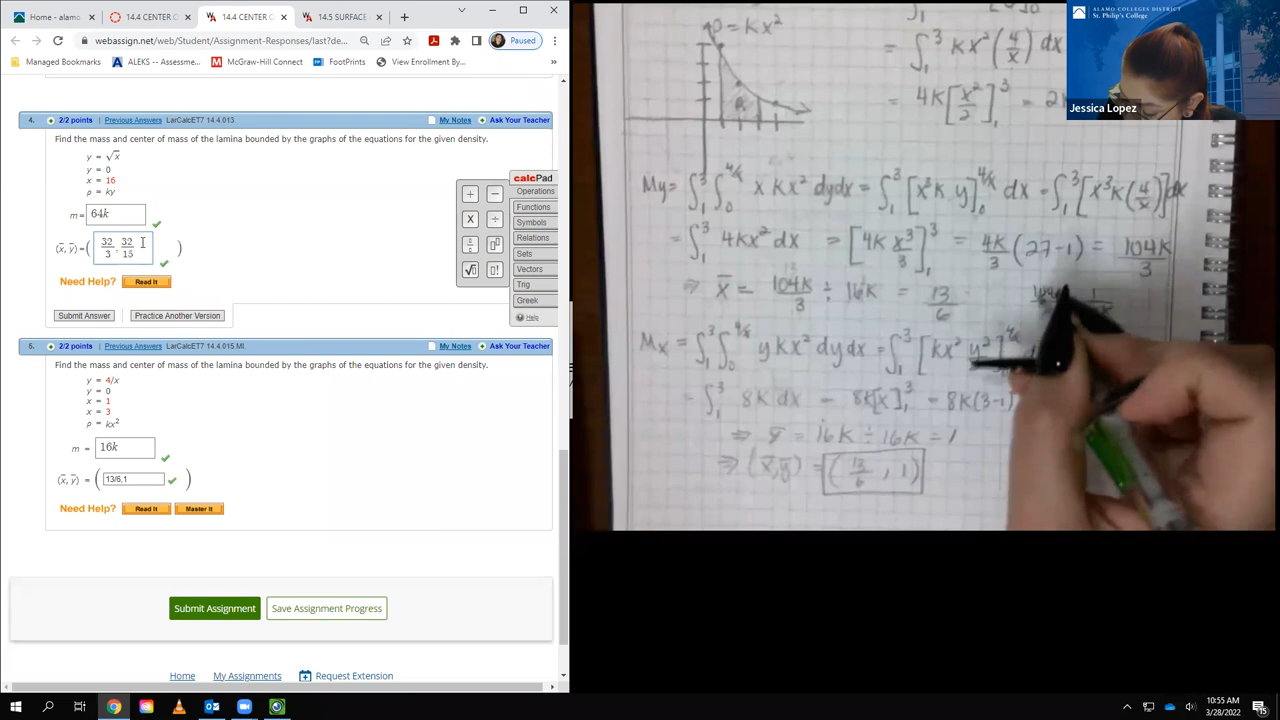 Home - alamo
14.4 CENTER C
14.4 CENTER C
14.5 SURFACE
webassign.net/web/Student/Assignment-Responses/last?de...
Paused
Managed Bookmarks
ALEKS -- Assessme...
McGraw-Hill Connect
FootPrints
View Enrollment By...
4.
2/2 points
Previous Answers
LarCalcET7 14.4.013
My Notes
Ask Your Teacher
Find the mass and center of mass of the lamina bounded by the graphs of the equations for the given density.
y = √x
y = 0
x = 16
ρ = ky
m = 64k
(x̅, y̅) = ( 32/3, 32/15 )
Need Help? Read It
Submit Answer
Practice Another Version
calcPad
Operations
Functions
Symbols
Relations
Sets
Vectors
Trig
Greek
Help
5.
2/2 points
Previous Answers
LarCalcET7 14.4.015.MI.
My Notes
Ask Your Teacher
Find the mass and center of mass of the lamina bounded by the graphs of the equations for the given density.
y = 4/x
y = 0
x = 1
x = 3
ρ = kx²
m = 16k
(x̅, y̅) = ( 13/6,1 )
Need Help? Read It Master It
Submit Assignment
Save Assignment Progress
Home
My Assignments
Request Extension
ρ = Kx²
= ∫₁³ Kx² (4/x) dx
= 4K [x²/2]₁³ = 2K
My = ∫₁³ ∫₀^(4/x) x Kx² dydx = ∫₁³ [x³K y]^(4/x) dx = ∫₁³ [x³K(4/x)] dx
= ∫₁³ 4Kx² dx = [4K x³/3]₁³ = 4K/3 (27-1) = 104K/3
⇒ x̅ = 104K/3 ÷ 16K = 13/6
Mx = ∫₁³ ∫₀^(4/x) y Kx² dydx = ∫₁³ [Kx² y²
= ∫₁³ 8K dx = 8K[x]₁³ = 8K(3-1)
⇒ y̅ = 16K ÷ 16K = 1
⇒ (x̅, y̅) = (13/6, 1)
ALAMO COLLEGES DISTRICT
St. Philip's College
Jessica Lopez
10:55 AM
3/28/2022
15